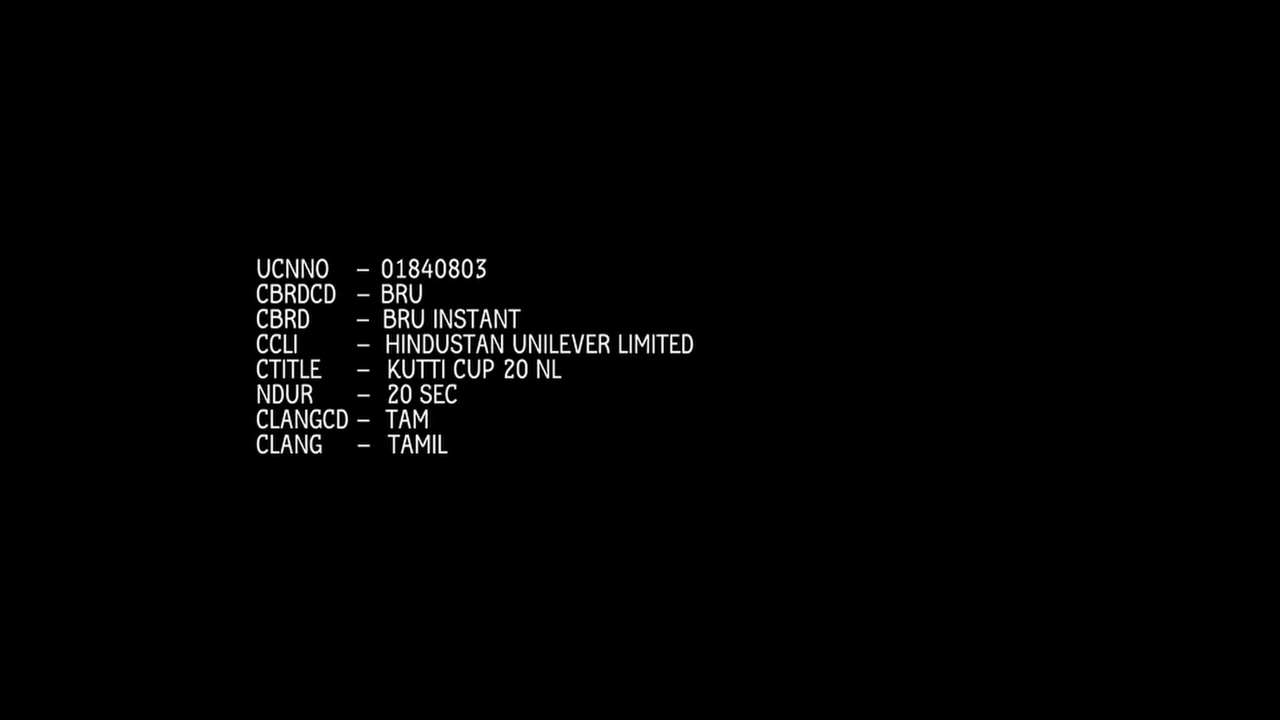 UCNNO – 01840803
CBRDCD – BRU
CBRD – BRU INSTANT
CCLI – HINDUSTAN UNILEVER LIMITED
CTITLE – KUTTI CUP 20 NL
NDUR – 20 SEC
CLANGCD – TAM
CLANG – TAMIL